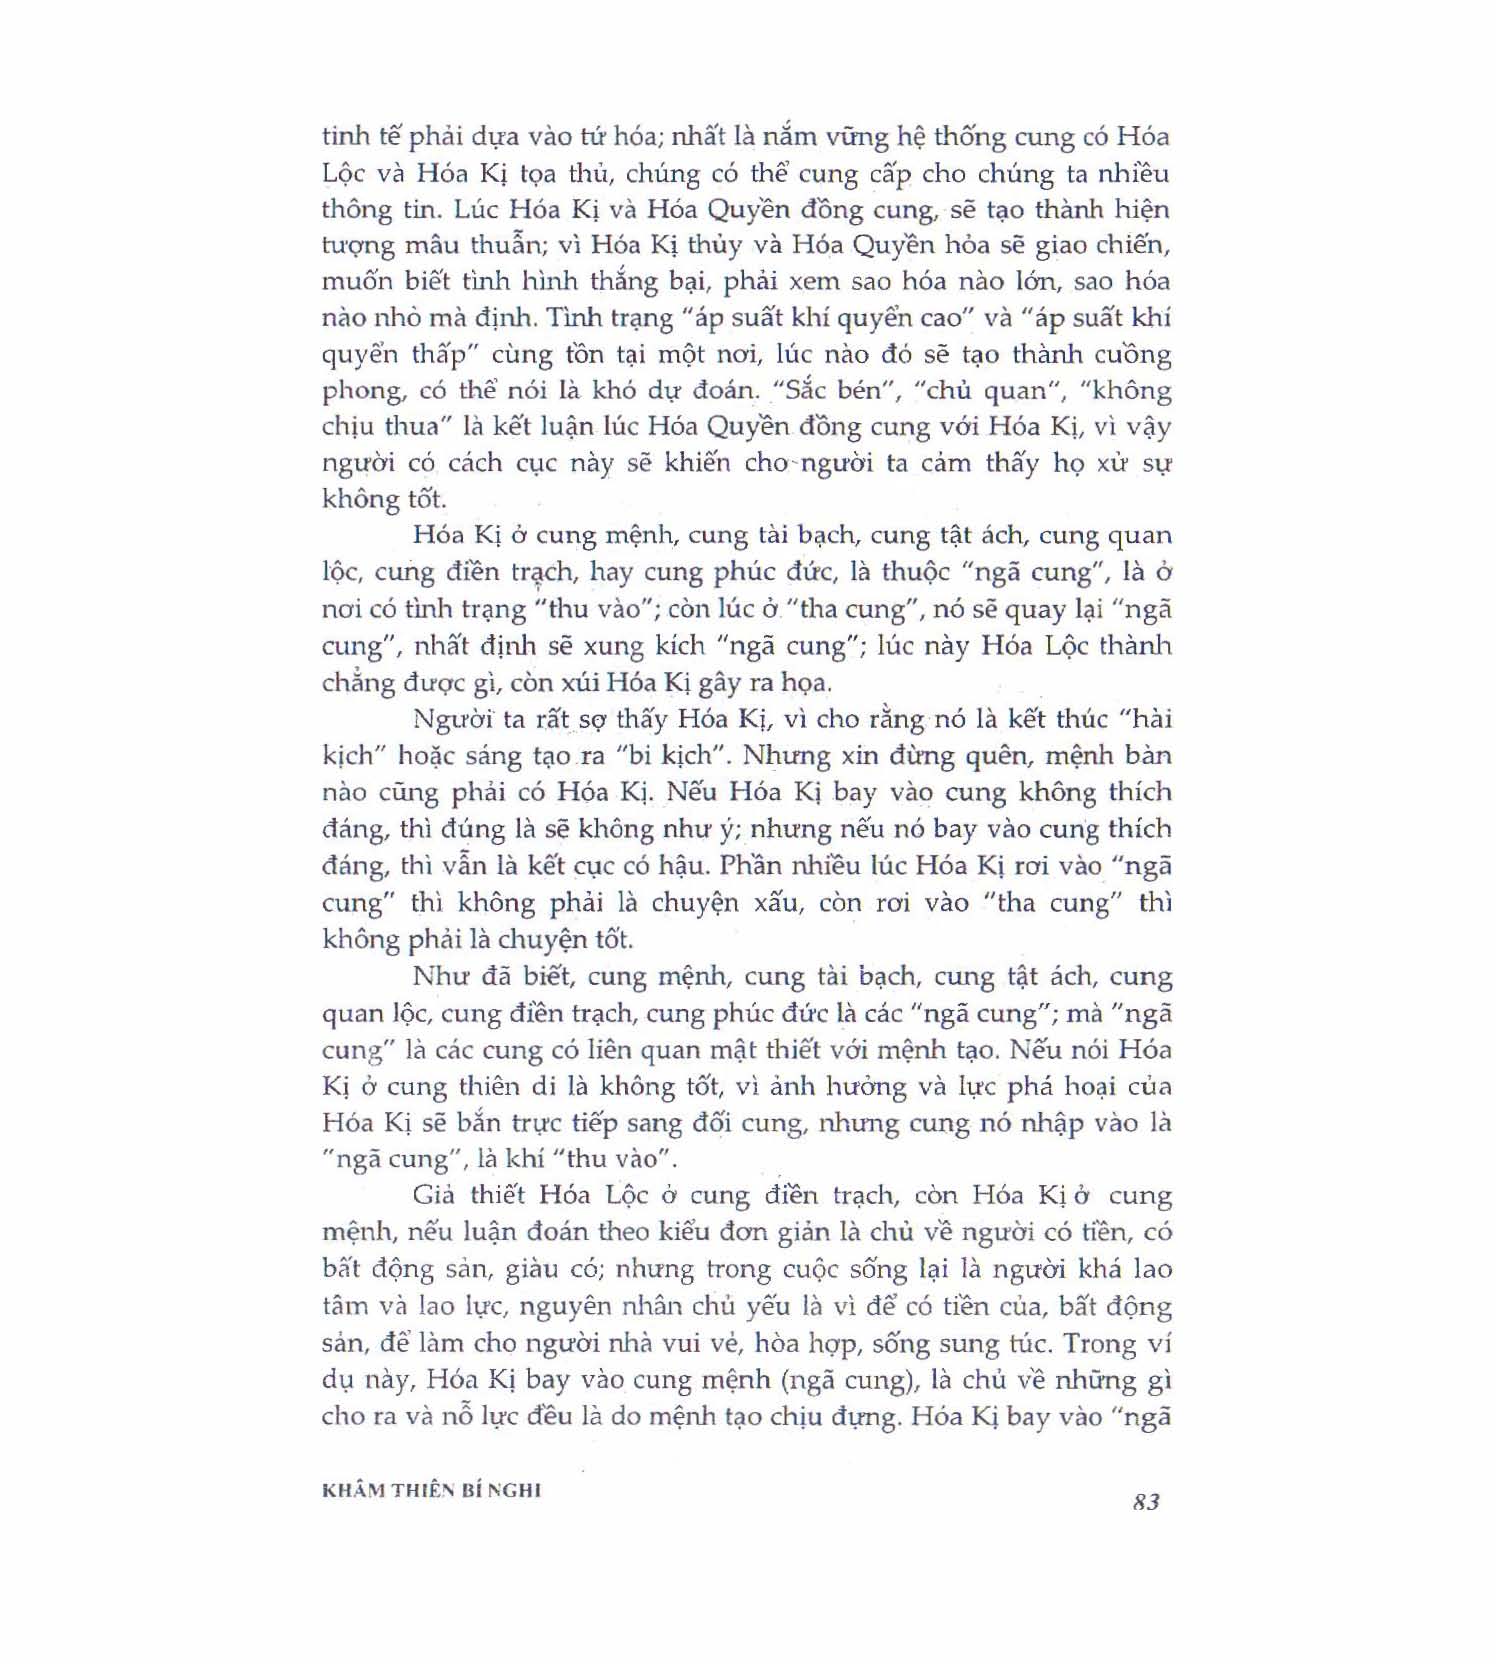 tinh tế phải dựa vào tứ hóa; nhất là nắm vững hệ thống cung có Hóa
Lộc và Hóa Kị tọa thủ, chúng có thể cung cấp cho chúng ta nhiều
thông tin. Lúc Hóa Kị và Hóa Quyền đồng cung, sẽ tạo thành hiện
tượng mâu thuẫn; vì Hóa Kị thủy và Hóa Quyền hỏa sẽ giao chiến,
muốn biết tình hình thắng bại, phải xem sao hóa nào lớn, sao hóa
nào nhỏ mà định. Tình trạng "áp suất khí quyển cao" và "áp suất khí
quyển thấp" cùng tồn tại một nơi, lúc nào đó sẽ tạo thành cuồng
phong, có thể nói là khó dự đoán. "Sắc bén", "chủ quan", "không
chịu thua" là kết luận lúc Hóa Quyền đồng cung với Hóa Kị, vì vậy
người có cách cục này sẽ khiến cho người ta cảm thấy họ xử sự
không tốt.
Hóa Kị ở cung mệnh, cung tài bạch, cung tật ách, cung quan
lộc, cung điền trạch, hay cung phúc đức, là thuộc "ngã cung", là ở
nơi có tình trạng "thu vào"; còn lúc ở "tha cung", nó sẽ quay lại "ngã
cung", nhất định sẽ xung kích "ngã cung"; lúc này Hóa Lộc thành
chẳng được gì, còn xúi Hóa Kị gây ra họa.
Người ta rất sợ thấy Hóa Kị, vì cho rằng nó là kết thúc "hài
kịch" hoặc sáng tạo ra "bi kịch". Nhưng xin đừng quên, mệnh bàn
nào cũng phải có Hóa Kị. Nếu Hóa Kị bay vào cung không thích
đáng, thì đúng là sẽ không như ý; nhưng nếu nó bay vào cung thích
đáng, thì vẫn là kết cục có hậu. Phần nhiều lúc Hóa Kị rơi vào "ngã
cung" thì không phải là chuyện xấu, còn rơi vào "tha cung" thì
không phải là chuyện tốt.
Như đã biết, cung mệnh, cung tài bạch, cung tật ách, cung
quan lộc, cung điền trạch, cung phúc đức là các "ngã cung"; mà "ngã
cung" là các cung có liên quan mật thiết với mệnh tạo. Nếu nói Hóa
Kị ở cung thiên di là không tốt, vì ảnh hưởng và lực phá hoại của
Hóa Kị sẽ bắn trực tiếp sang đối cung, nhưng cung nó nhập vào là
"ngã cung", là khí "thu vào".
Giả thiết Hóa Lộc ở cung điền trạch, còn Hóa Kị ở cung
mệnh, nếu luận đoán theo kiểu đơn giản là chủ về người có tiền, có
bất động sản, giàu có; nhưng trong cuộc sống lại là người khá lao
tâm và lao lực, nguyên nhân chủ yếu là vì để có tiền của, bất động
sản, để làm cho người nhà vui vẻ, hòa hợp, sống sung túc. Trong ví
dụ này, Hóa Kị bay vào cung mệnh (ngã cung), là chủ về những gì
cho ra và nỗ lực đều là do mệnh tạo chịu đựng. Hóa Kị bay vào "ngã
KHÂM THIÊN BÍ NGHI
83